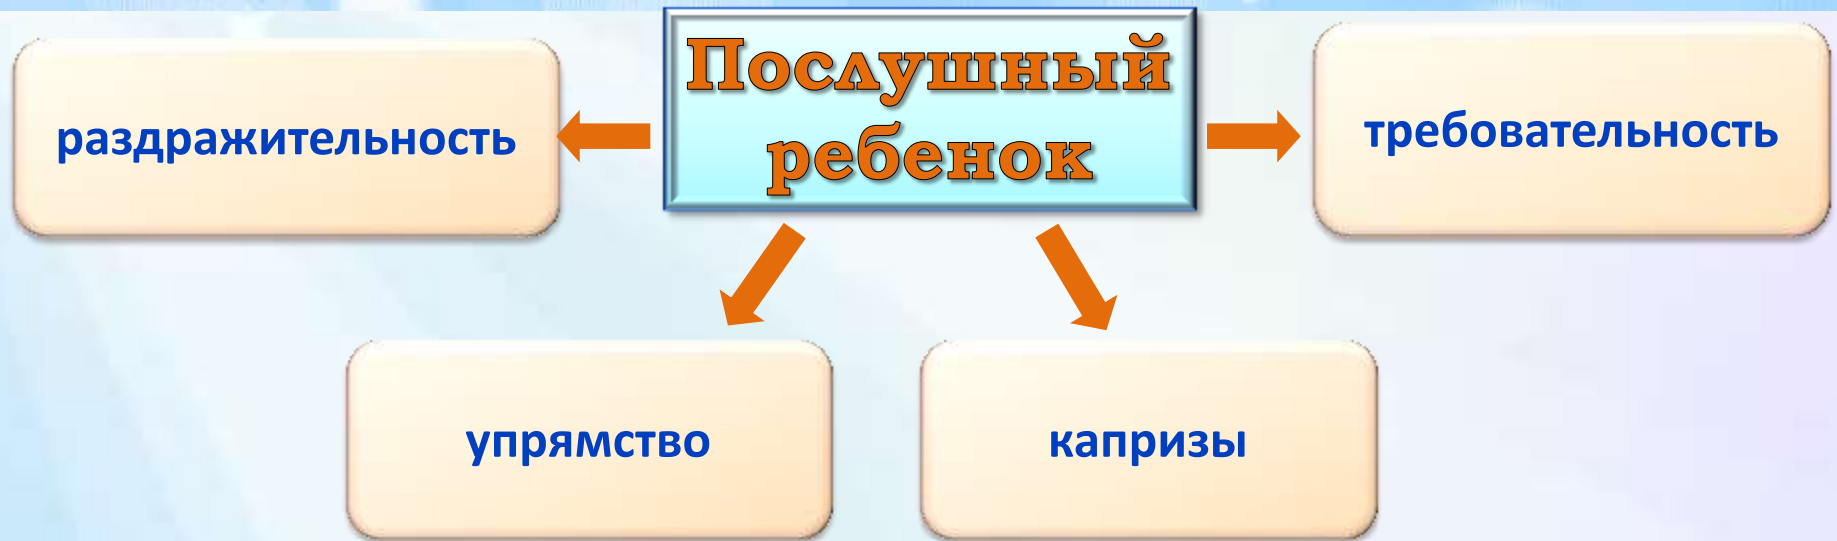 Послушный
ребенок
раздражительность
требовательность
упрямство
капризы